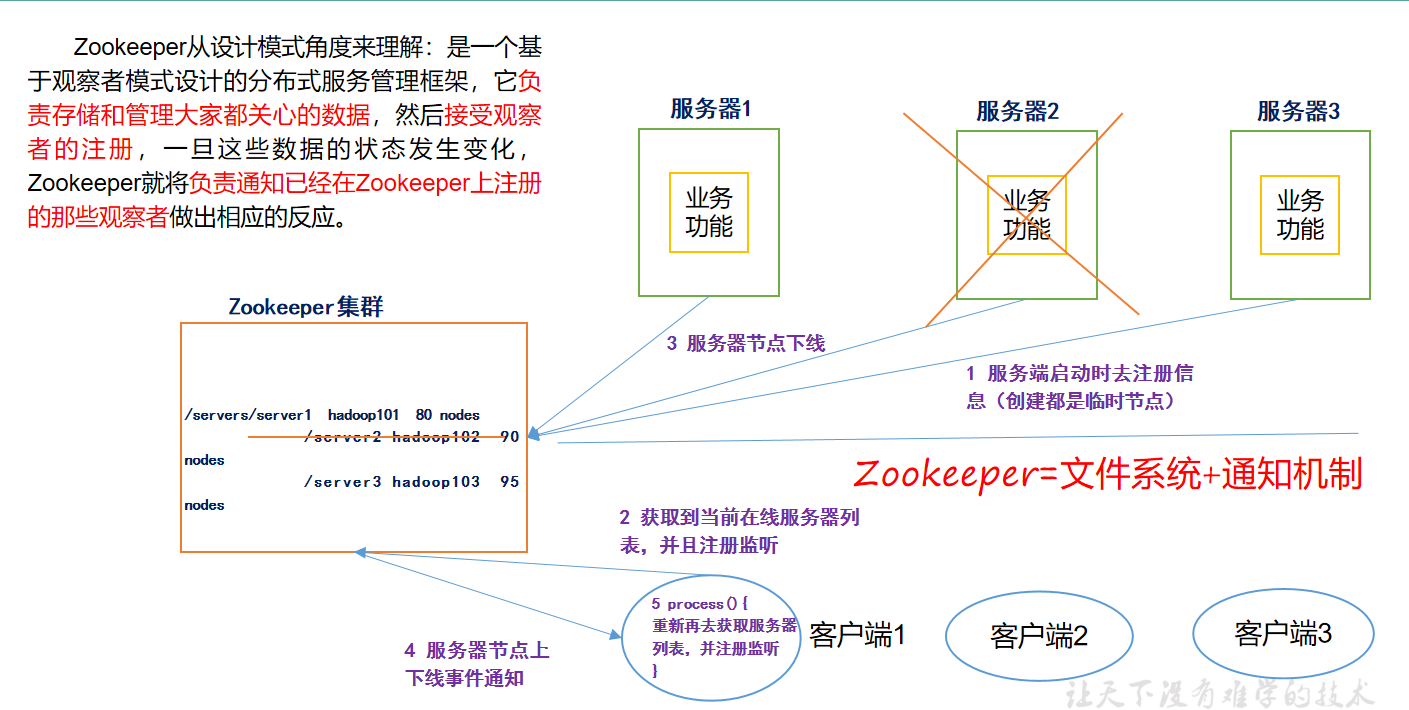 Zookeeper从设计模式角度来理解：是一个基
于观察者模式设计的分布式服务管理框架，它负
责存储和管理大家都关心的数据，然后接受观察
者的注册，一旦这些数据的状态发生变化，
Zookeeper就将负责通知已经在Zookeeper上注册
的那些观察者做出相应的反应。
服务器1
服务器2
服务器3
业务
功能
业务
功能
业务
功能
Zookeeper集群
3 服务器节点下线
1 服务端启动时去注册信
息（创建都是临时节点）
/servers/server1 hadoop101 80 nodes
/server2 hadoop102 90
nodes
/server3 hadoop103 95
nodes
Zookeeper=文件系统+通知机制
2 获取到当前在线服务器列
表，并且注册监听
5 process(){
重新再去获取服务器
列表，并注册监听
}
客户端1
客户端2
客户端3
4 服务器节点上
下线事件通知
让天下没有难学的技术